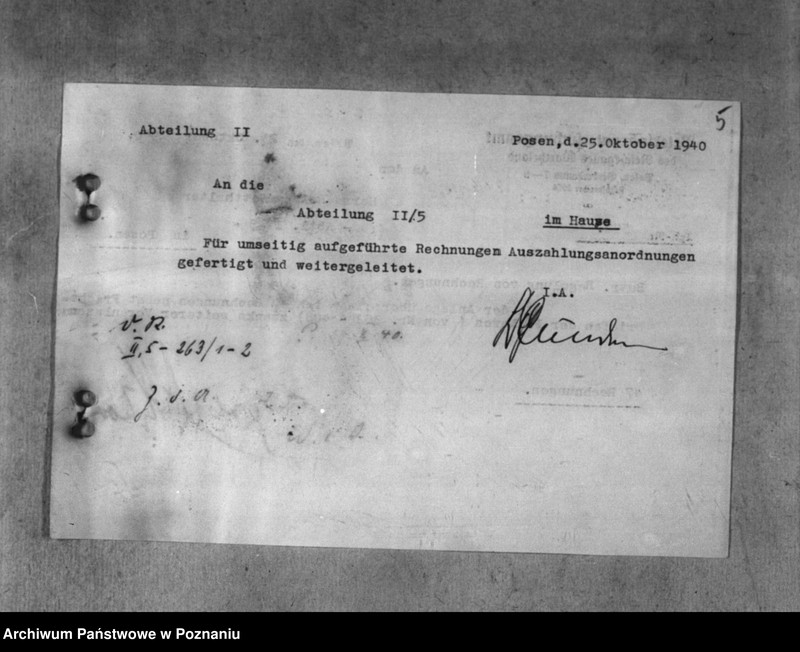 5
Abteilung II
Posen,d.25.Oktober 1940
An die
Abteilung II/5
im Hause
Für umseitig aufgeführte Rechnungen Auszahlungsanordnungen
gefertigt und weitergeleitet.
I.A.
V. R.
II,5 - 263/1-2
z. d. A.
Archiwum Państwowe w Poznaniu